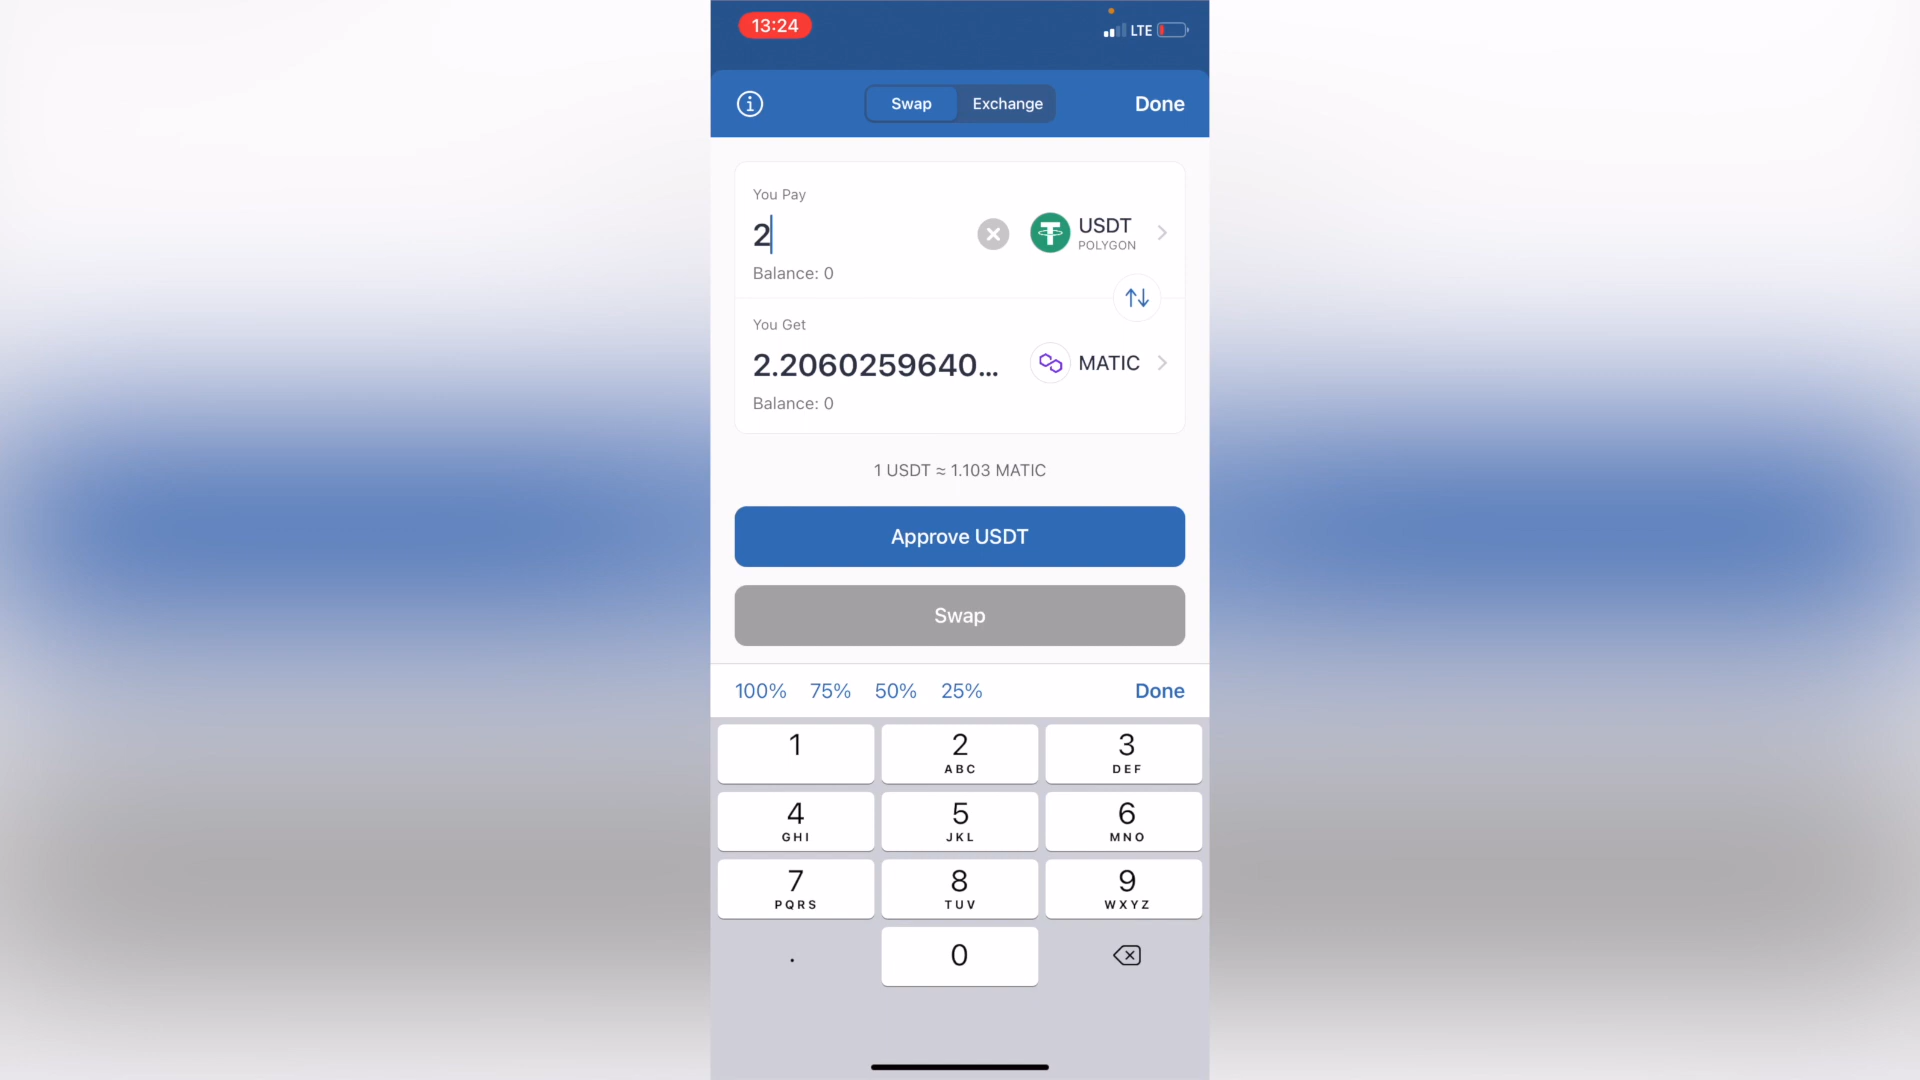 13:24
LTE
Swap
Exchange
Done
You Pay
2
USDT
POLYGON
Balance: 0
You Get
2.2060259640...
MATIC
Balance: 0
1 USDT ≈ 1.103 MATIC
Approve USDT
Swap
100% 75% 50% 25% Done
1
2
ABC
3
DEF
4
GHI
5
JKL
6
MNO
7
PQRS
8
TUV
9
WXYZ
.
0